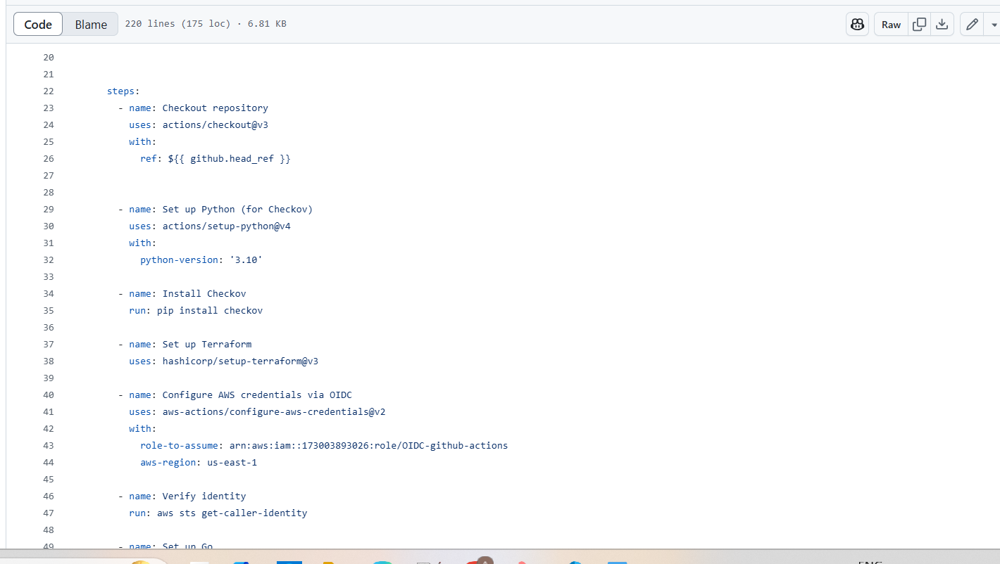 Code Blame 220 lines (175 loc) · 6.81 KB Raw
20
21
22 steps:
23 - name: Checkout repository
24 uses: actions/checkout@v3
25 with:
26 ref: ${{ github.head_ref }}
27
28
29 - name: Set up Python (for Checkov)
30 uses: actions/setup-python@v4
31 with:
32 python-version: '3.10'
33
34 - name: Install Checkov
35 run: pip install checkov
36
37 - name: Set up Terraform
38 uses: hashicorp/setup-terraform@v3
39
40 - name: Configure AWS credentials via OIDC
41 uses: aws-actions/configure-aws-credentials@v2
42 with:
43 role-to-assume: arn:aws:iam::173003893026:role/OIDC-github-actions
44 aws-region: us-east-1
45
46 - name: Verify identity
47 run: aws sts get-caller-identity
48
49 - name: Set up Go
ENG